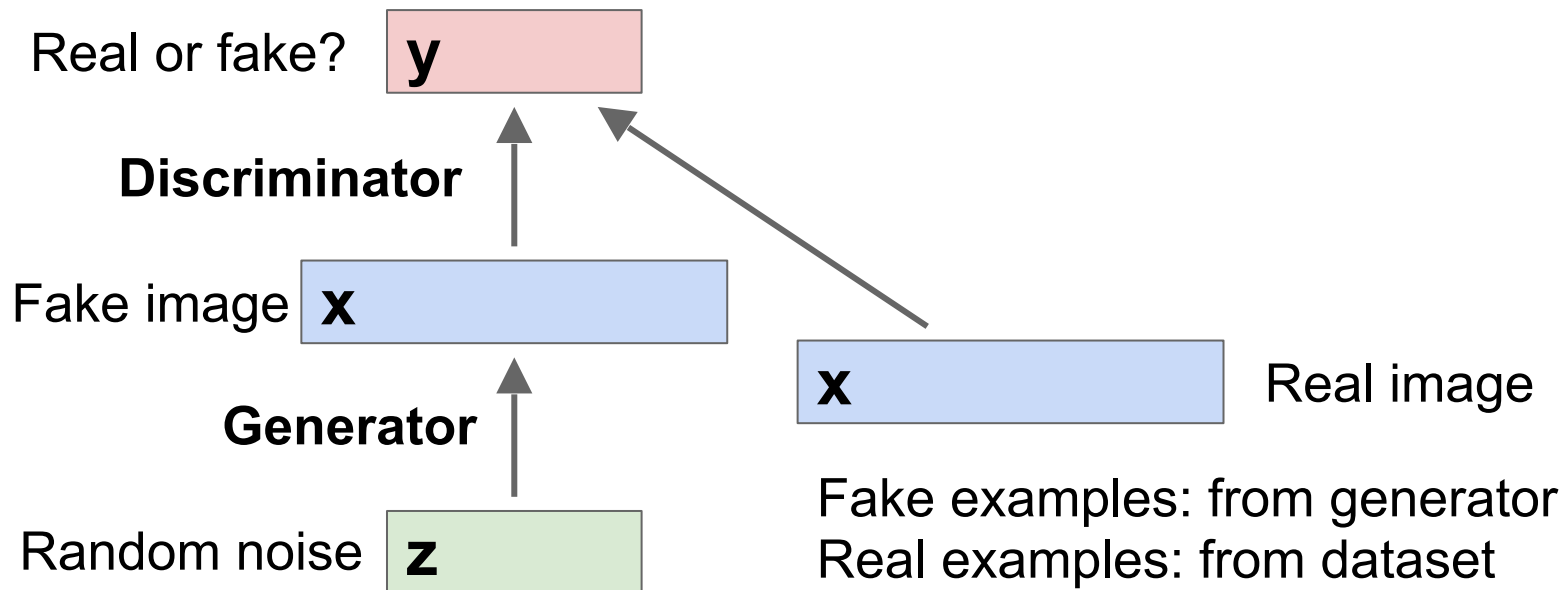 Real or fake? y
Discriminator
Fake image x
x Real image
Generator
Fake examples: from generator
Random noise z
Real examples: from dataset